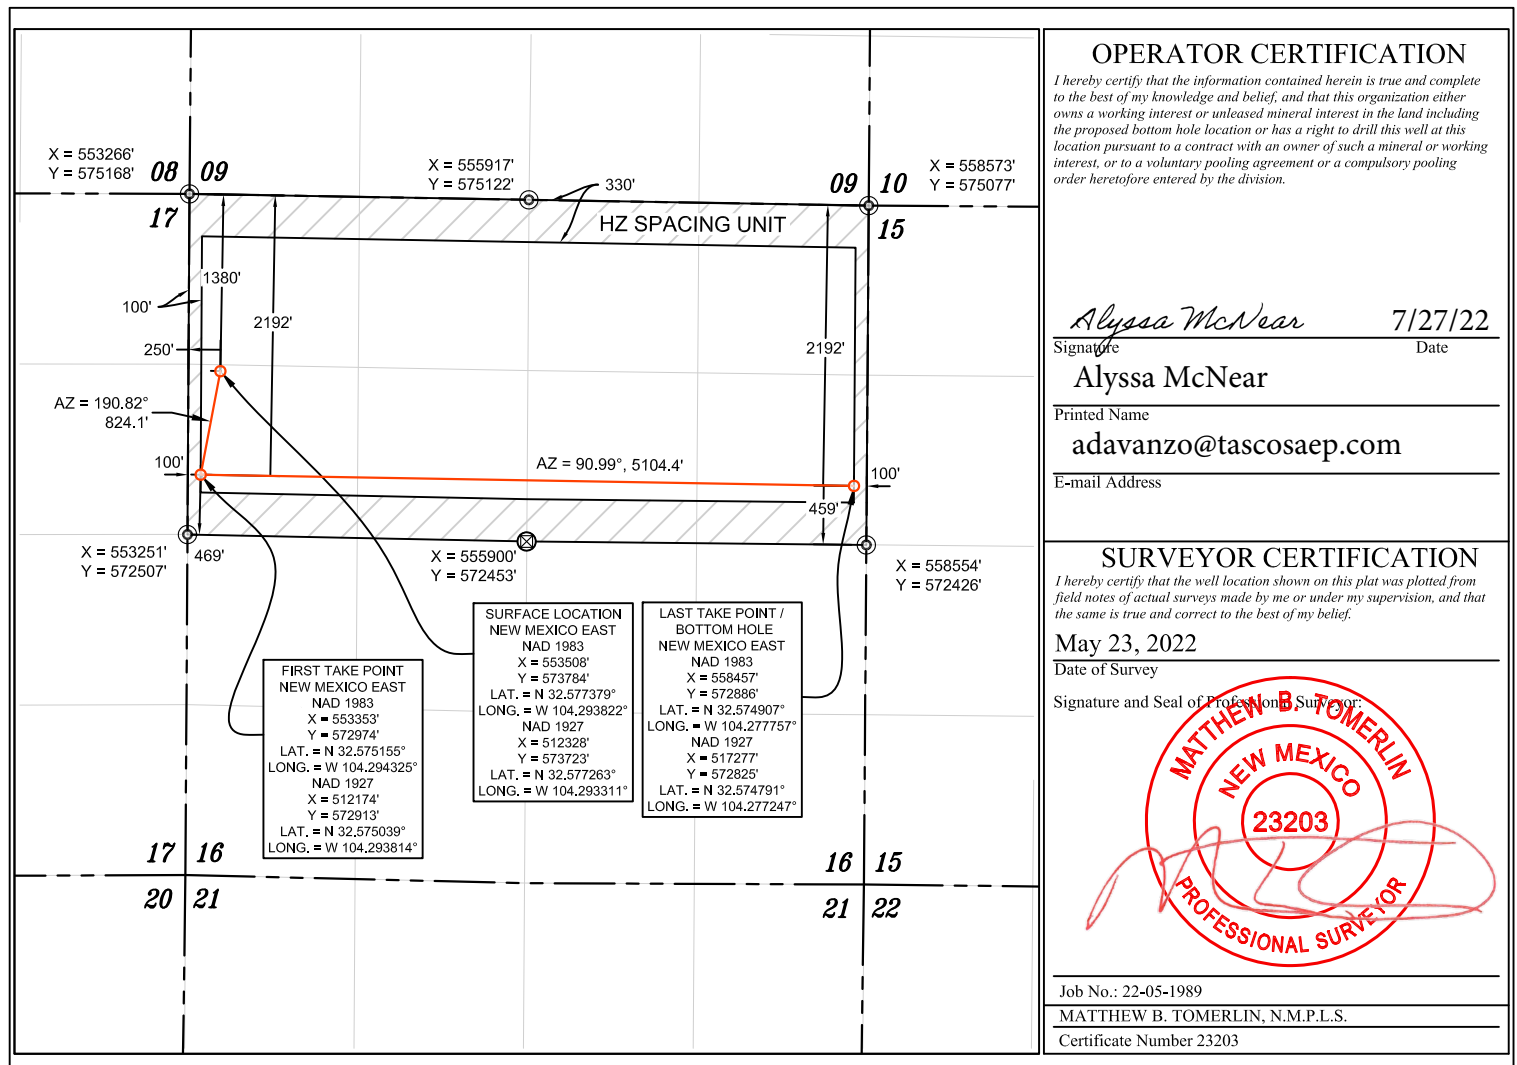 X = 553266'
Y = 575168'
08 09
17
X = 555917'
Y = 575122'
330'
09 10
15
X = 558573'
Y = 575077'
HZ SPACING UNIT
1380'
100'
2192'
250'
2192'
AZ = 190.82°
824.1'
100'
AZ = 90.99°, 5104.4'
100'
459'
X = 553251'
Y = 572507'
469'
X = 555900'
Y = 572453'
X = 558554'
Y = 572426'
FIRST TAKE POINT
NEW MEXICO EAST
NAD 1983
X = 553353'
Y = 572974'
LAT. = N 32.575155°
LONG. = W 104.294325°
NAD 1927
X = 512174'
Y = 572913'
LAT. = N 32.575039°
LONG. = W 104.293814°
SURFACE LOCATION
NEW MEXICO EAST
NAD 1983
X = 553508'
Y = 573784'
LAT. = N 32.577379°
LONG. = W 104.293822°
NAD 1927
X = 512328'
Y = 573723'
LAT. = N 32.577263°
LONG. = W 104.293311°
LAST TAKE POINT /
BOTTOM HOLE
NEW MEXICO EAST
NAD 1983
X = 558457'
Y = 572886'
LAT. = N 32.574907°
LONG. = W 104.277757°
NAD 1927
X = 517277'
Y = 572825'
LAT. = N 32.574791°
LONG. = W 104.277247°
17 16
20 21
16 15
21 22
OPERATOR CERTIFICATION
I hereby certify that the information contained herein is true and complete
to the best of my knowledge and belief, and that this organization either
owns a working interest or unleased mineral interest in the land including
the proposed bottom hole location or has a right to drill this well at this
location pursuant to a contract with an owner of such a mineral or working
interest, or to a voluntary pooling agreement or a compulsory pooling
order heretofore entered by the division.
Alyssa McNear 7/27/22
Signature Date
Alyssa McNear
Printed Name
adavanzo@tascosaep.com
E-mail Address
SURVEYOR CERTIFICATION
I hereby certify that the well location shown on this plat was plotted from
field notes of actual surveys made by me or under my supervision, and that
the same is true and correct to the best of my belief.
May 23, 2022
Date of Survey
Signature and Seal of Professional Surveyor:
MATTHEW B. TOMERLIN
NEW MEXICO
23203
PROFESSIONAL SURVEYOR
Job No.: 22-05-1989
MATTHEW B. TOMERLIN, N.M.P.L.S.
Certificate Number 23203